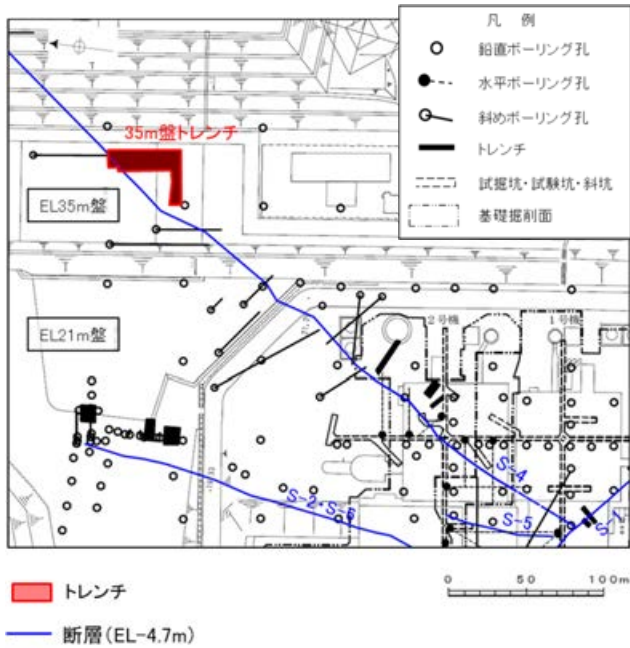 凡 例
鉛直ボーリング孔
水平ボーリング孔
斜めボーリング孔
トレンチ
試掘坑・試験坑・斜坑
基礎掘削面
35m盤トレンチ
EL35m盤
EL21m盤
2号機
1号機
S-4
S-2・S-6
S-5
S-1
トレンチ
0 50 100m
断層(EL-4.7m)